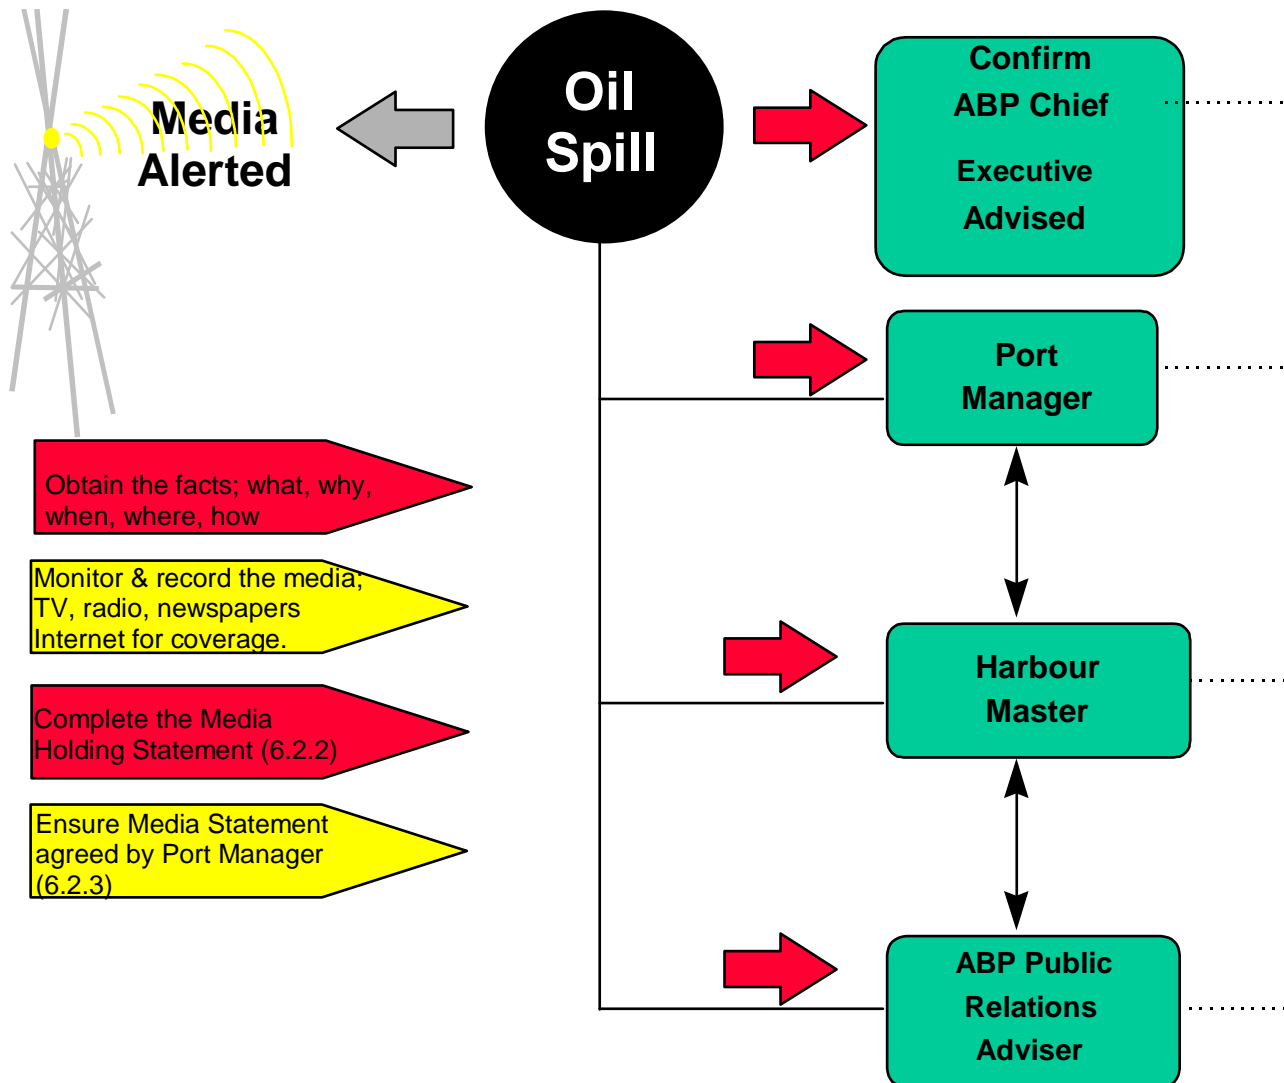 Media
Alerted
Oil
Spill
Confirm
ABP Chief
Executive
Advised
Port
Manager
Obtain the facts; what, why,
when, where, how
Monitor & record the media;
TV, radio, newspapers
Internet for coverage.
Harbour
Master
Complete the Media
Holding Statement (6.2.2)
Ensure Media Statement
agreed by Port Manager
(6.2.3)
ABP Public
Relations
Adviser